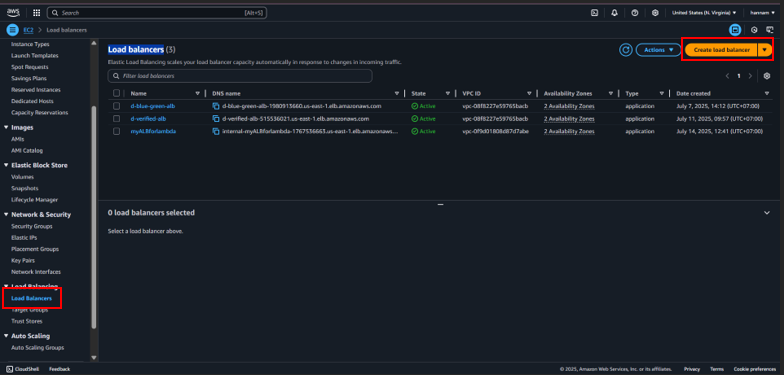 aws
Search
[Alt+S]
United States (N. Virginia)
hannam
EC2 > Load balancers
Instance Types
Launch Templates
Spot Requests
Savings Plans
Reserved Instances
Dedicated Hosts
Capacity Reservations
Images
AMIs
AMI Catalog
Elastic Block Store
Volumes
Snapshots
Lifecycle Manager
Network & Security
Security Groups
Elastic IPs
Placement Groups
Key Pairs
Network Interfaces
Load Balancing
Load Balancers
Target Groups
Trust Stores
Auto Scaling
Auto Scaling Groups
Load balancers (3)
Actions
Create load balancer
Elastic Load Balancing scales your load balancer capacity automatically in response to changes in incoming traffic.
Filter load balancers
1
Name DNS name State VPC ID Availability Zones Type Date created
d-blue-green-alb d-blue-green-alb-1980913660.us-east-1.elb.amazonaws.com Active vpc-08f8227e59765bacb 2 Availability Zones application July 7, 2025, 14:12 (UTC+07:00)
d-verified-alb d-verified-alb-515536021.us-east-1.elb.amazonaws.com Active vpc-08f8227e59765bacb 2 Availability Zones application July 11, 2025, 09:57 (UTC+07:00)
myALBforlambda internal-myALBforlambda-1767536663.us-east-1.elb.amazonaws.... Active vpc-0f9d01808d87d7abe 2 Availability Zones application July 14, 2025, 12:41 (UTC+07:00)
0 load balancers selected
Select a load balancer above.
CloudShell Feedback
© 2025, Amazon Web Services, Inc. or its affiliates. Privacy Terms Cookie preferences